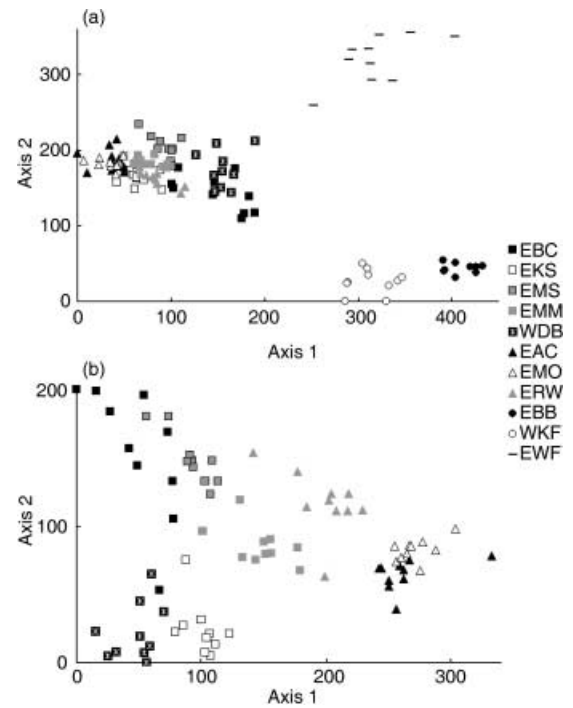 (a)
300
200
100
0
Axis 2
0
100
200
300
400
Axis 1
EBC
EKS
EMS
EMM
WDB
EAC
EMO
ERW
EBB
WKF
EWF
(b)
200
100
0
Axis 2
0
100
200
300
Axis 1